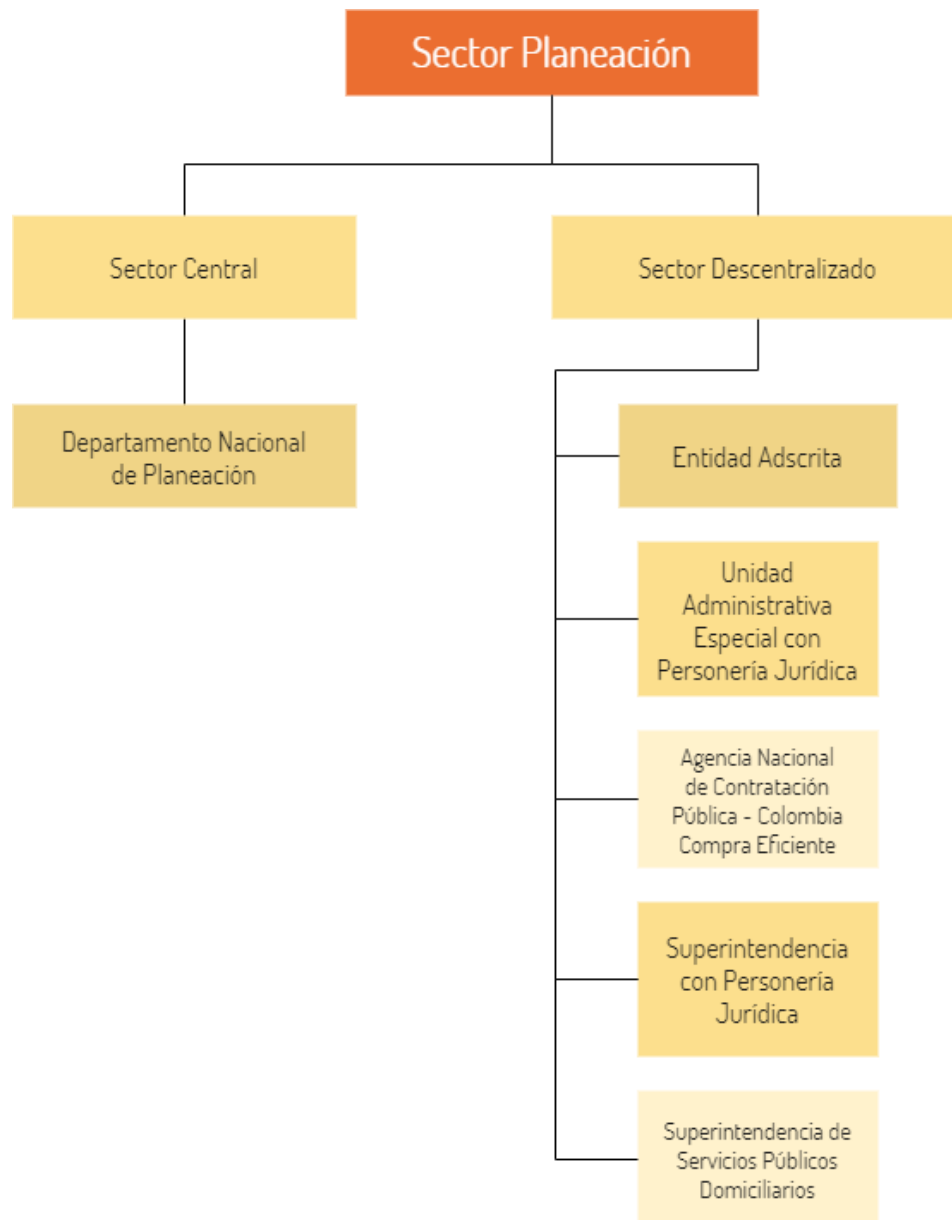 Sector Planeación
Sector Central
Sector Descentralizado
Departamento Nacional
de Planeación
Entidad Adscrita
Unidad
Administrativa
Especial con
Personería Jurídica
Agencia Nacional
de Contratación
Pública - Colombia
Compra Eficiente
Superintendencia
con Personería
Jurídica
Superintendencia de
Servicios Públicos
Domiciliarios